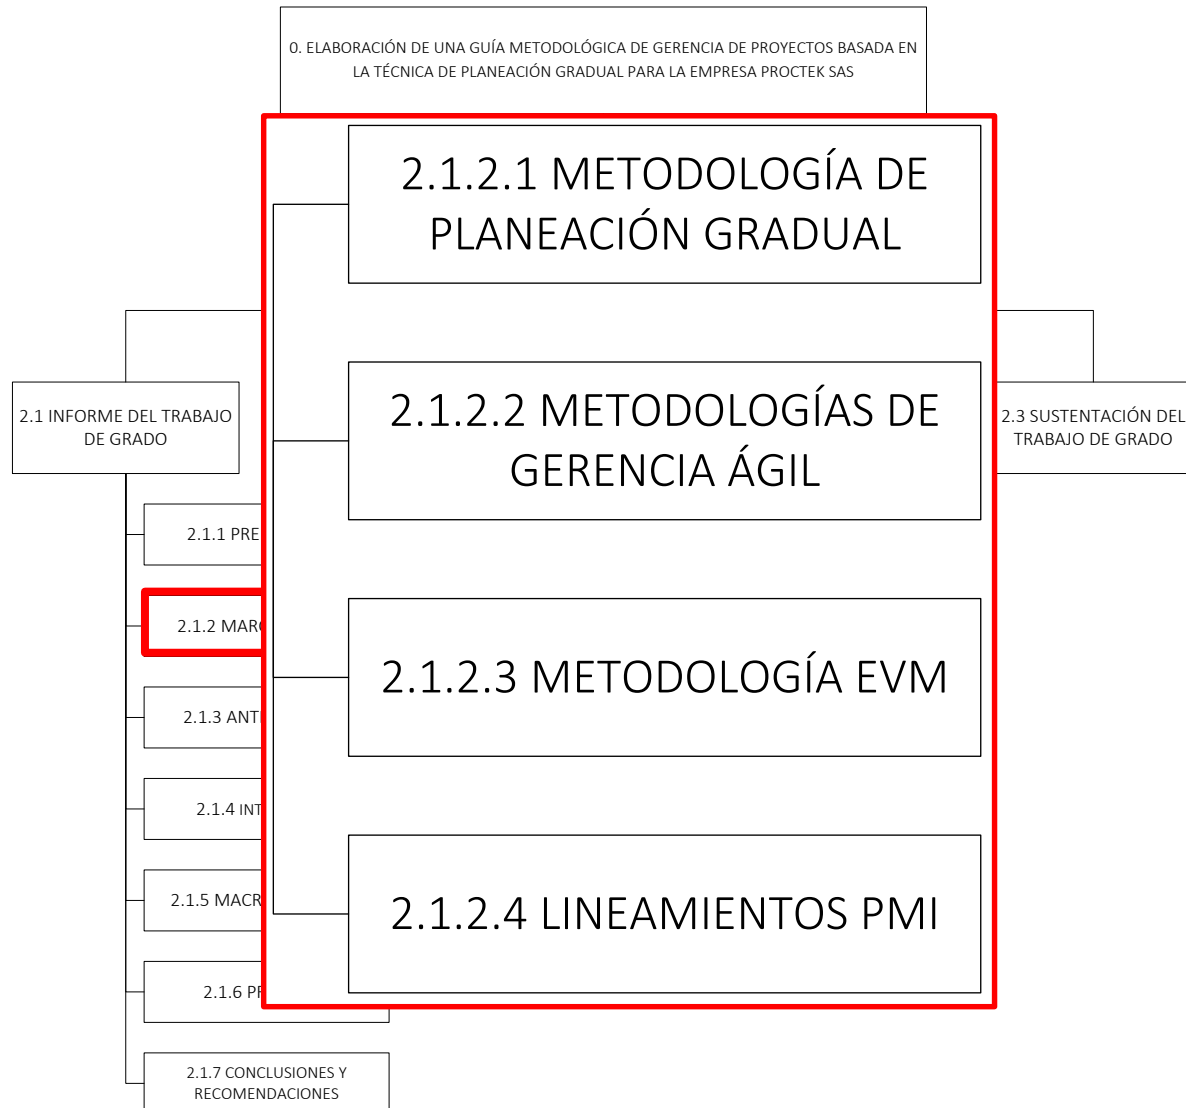 0. ELABORACIÓN DE UNA GUÍA METODOLÓGICA DE GERENCIA DE PROYECTOS BASADA EN
LA TÉCNICA DE PLANEACIÓN GRADUAL PARA LA EMPRESA PROCTEK SAS
2.1.2.1 METODOLOGÍA DE
PLANEACIÓN GRADUAL
2.1.2.2 METODOLOGÍAS DE
GERENCIA ÁGIL
2.1.2.3 METODOLOGÍA EVM
2.1.2.4 LINEAMIENTOS PMI
2.1 INFORME DEL TRABAJO
DE GRADO
2.1.1 PRE
2.1.2
2.1.3 ANT
2.1.4 INT
2.1.5 MACR
2.1.6
2.1.7 CONCLUSIONES Y
RECOMENDACIONES
2.3 SUSTENTACIÓN DEL
TRABAJO DE GRADO